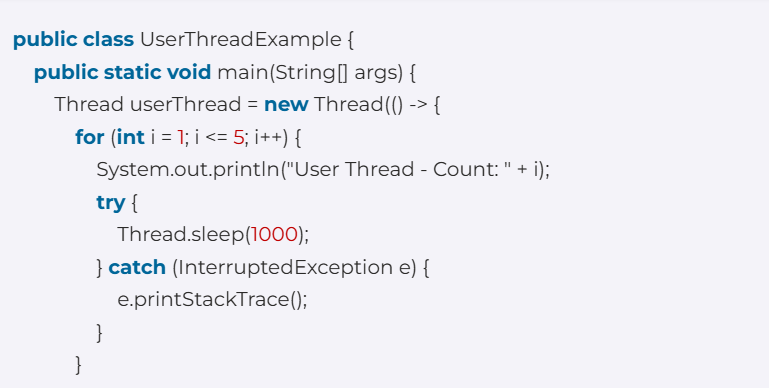 public class UserThreadExample {
public static void main(String[] args) {
Thread userThread = new Thread(() -> {
for (int i = 1; i <= 5; i++) {
System.out.println("User Thread - Count: " + i);
try {
Thread.sleep(1000);
} catch (InterruptedException e) {
e.printStackTrace();
}
}